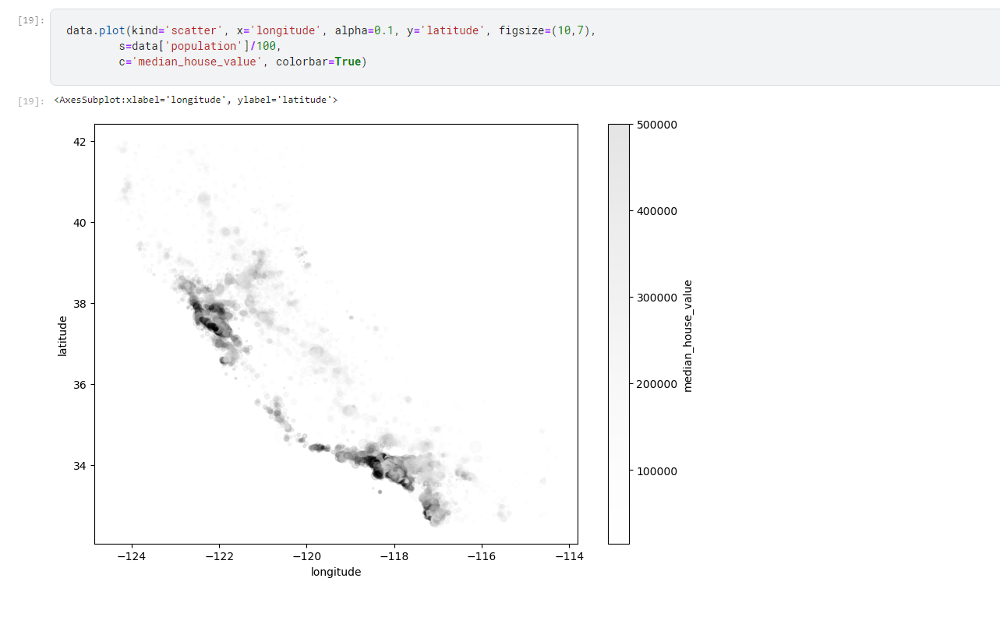 [19]:
data.plot(kind='scatter', x='longitude', alpha=0.1, y='latitude', figsize=(10,7),
        s=data['population']/100,
        c='median_house_value', colorbar=True)
[19]: <AxesSubplot:xlabel='longitude', ylabel='latitude'>
42
40
38
36
34
latitude
−124 −122 −120 −118 −116 −114
longitude
500000
400000
300000
200000
100000
median_house_value